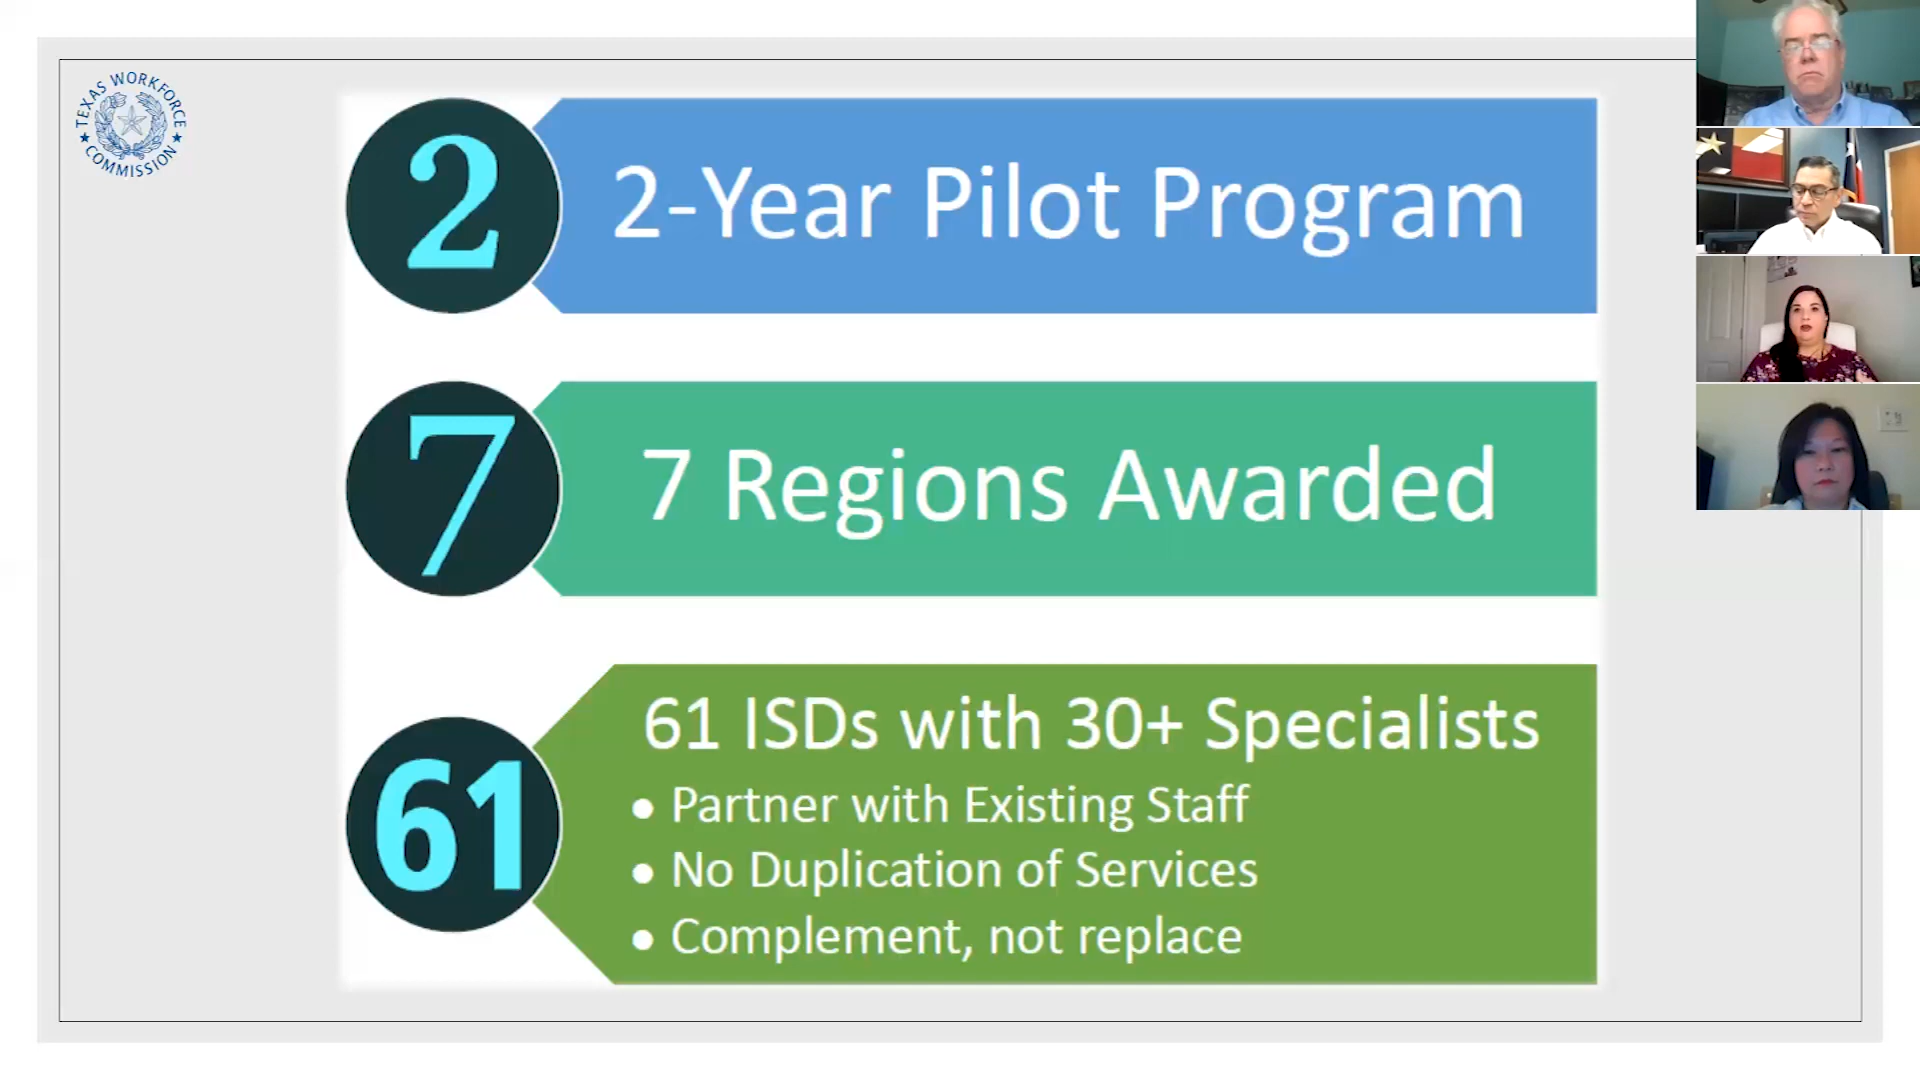 TEXAS WORKFORCE
COMMISSION
2
2-Year Pilot Program
7
7 Regions Awarded
61
61 ISDs with 30+ Specialists
● Partner with Existing Staff
● No Duplication of Services
● Complement, not replace